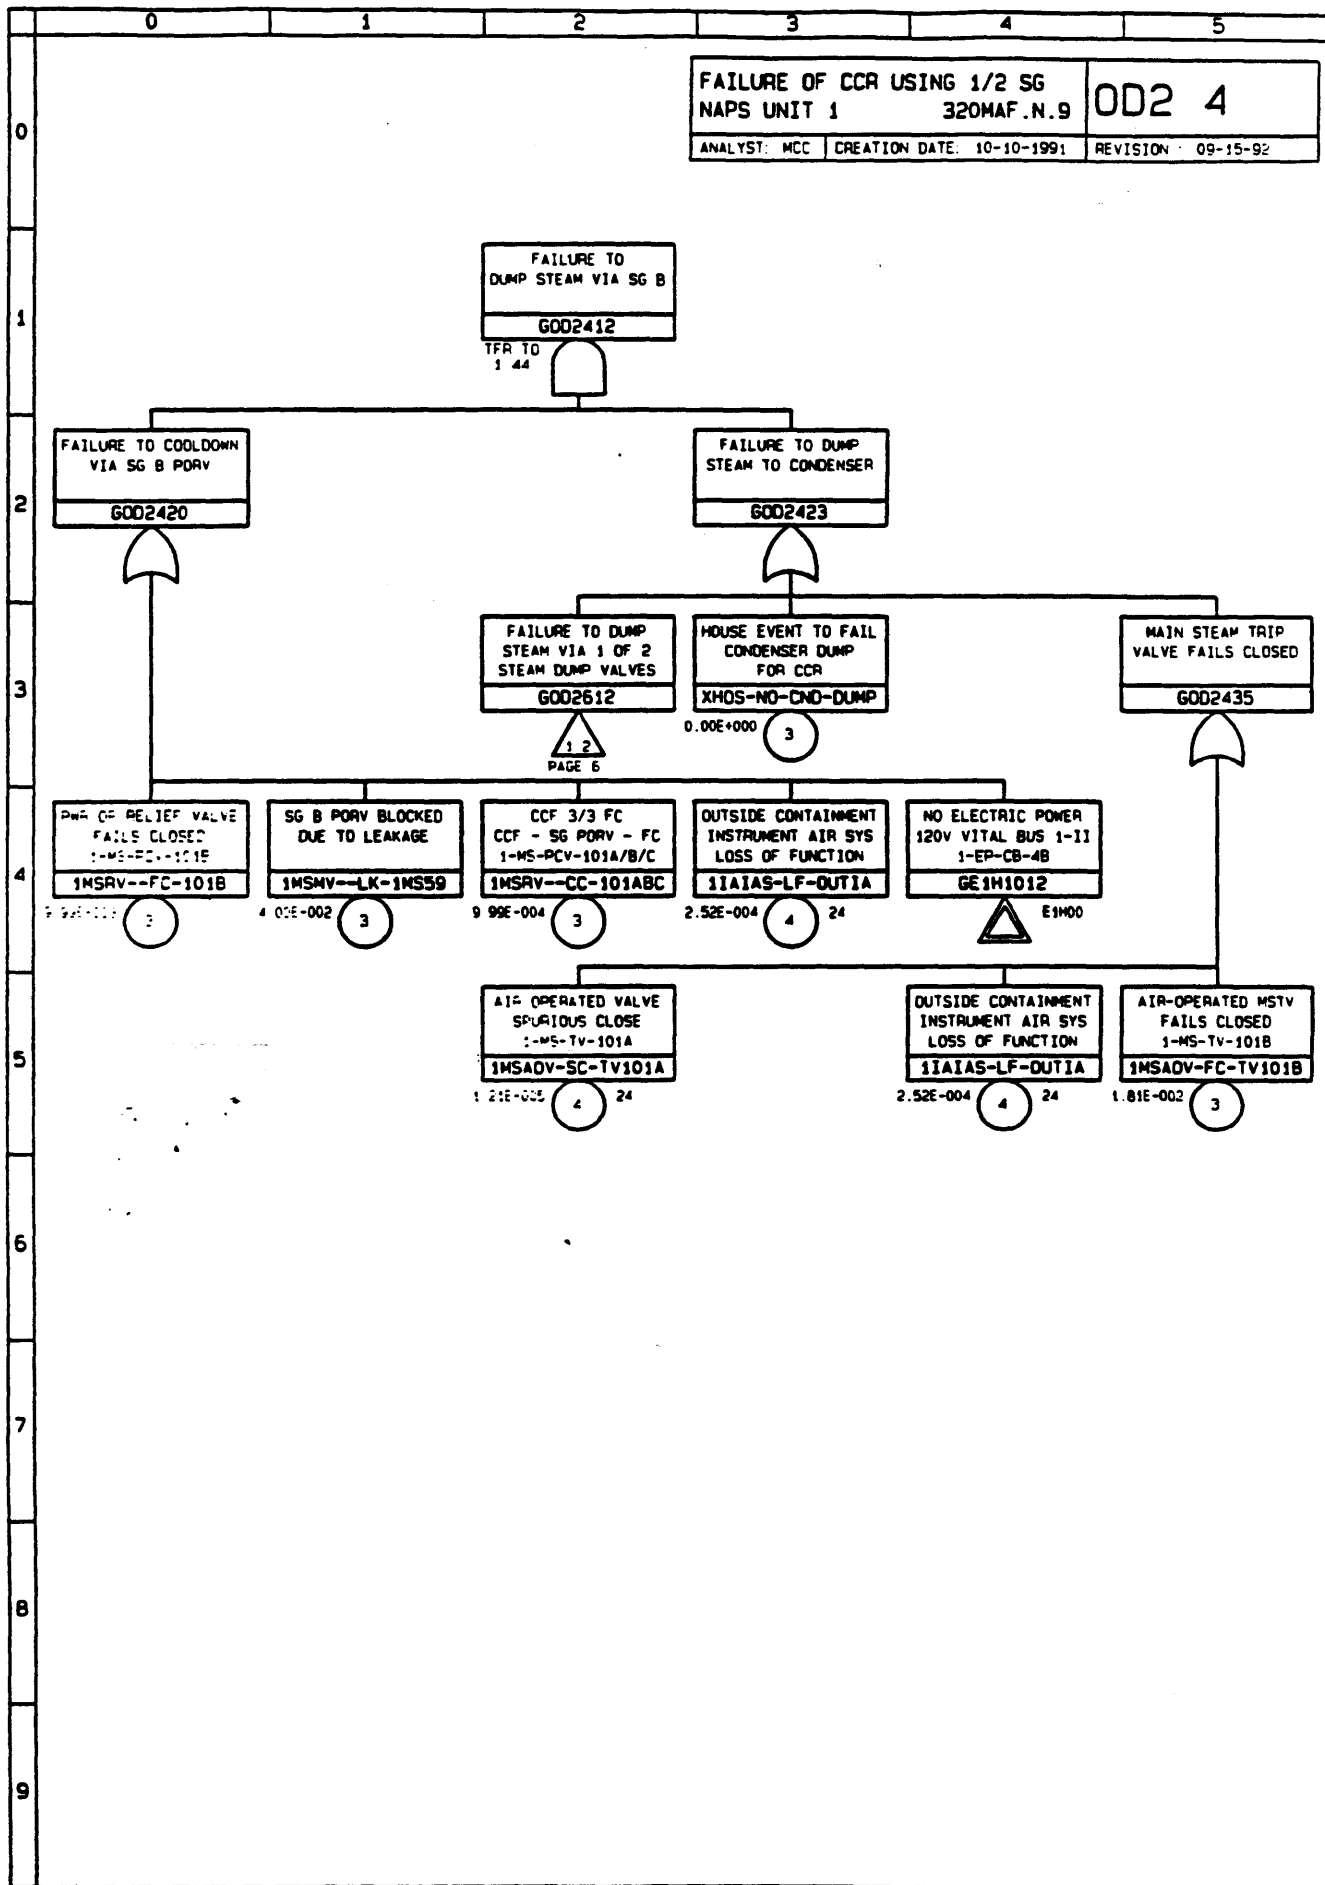 0 1 2 3 4 5
FAILURE OF CCR USING 1/2 SG
NAPS UNIT 1 320MAF.N.9
OD2 4
ANALYST: MCC CREATION DATE: 10-10-1991 REVISION : 09-15-92
0
FAILURE TO
DUMP STEAM VIA SG B
GOD2412
TFR TO
1 44
1
FAILURE TO COOLDOWN
VIA SG B PORV
GOD2420
FAILURE TO DUMP
STEAM TO CONDENSER
GOD2423
2
FAILURE TO DUMP
STEAM VIA 1 OF 2
STEAM DUMP VALVES
GOD2612
1 2
PAGE 6
HOUSE EVENT TO FAIL
CONDENSER DUMP
FOR CCR
XHOS-NO-CND-DUMP
0.00E+000 3
MAIN STEAM TRIP
VALVE FAILS CLOSED
GOD2435
3
RELIEF VALVE
FAILS CLOSED
1MSRV--FC-101B
3
SG B PORV BLOCKED
DUE TO LEAKAGE
1MSMV--LK-1MS59
E-002 3
CCF 3/3 FC
CCF - SG PORV - FC
1-MS-PCV-101A/B/C
1MSRV--CC-101ABC
9.99E-004 3
OUTSIDE CONTAINMENT
INSTRUMENT AIR SYS
LOSS OF FUNCTION
1IAIAS-LF-OUTIA
2.52E-004 4 24
NO ELECTRIC POWER
120V VITAL BUS 1-II
1-EP-CB-4B
GE1H1012
E1H00
4
AIR OPERATED VALVE
SPURIOUS CLOSE
1-MS-TV-101A
1MSAOV-SC-TV101A
4 24
OUTSIDE CONTAINMENT
INSTRUMENT AIR SYS
LOSS OF FUNCTION
1IAIAS-LF-OUTIA
2.52E-004 4 24
AIR-OPERATED MSTV
FAILS CLOSED
1-MS-TV-101B
1MSAOV-FC-TV101B
1.81E-002 3
5
6
7
8
9